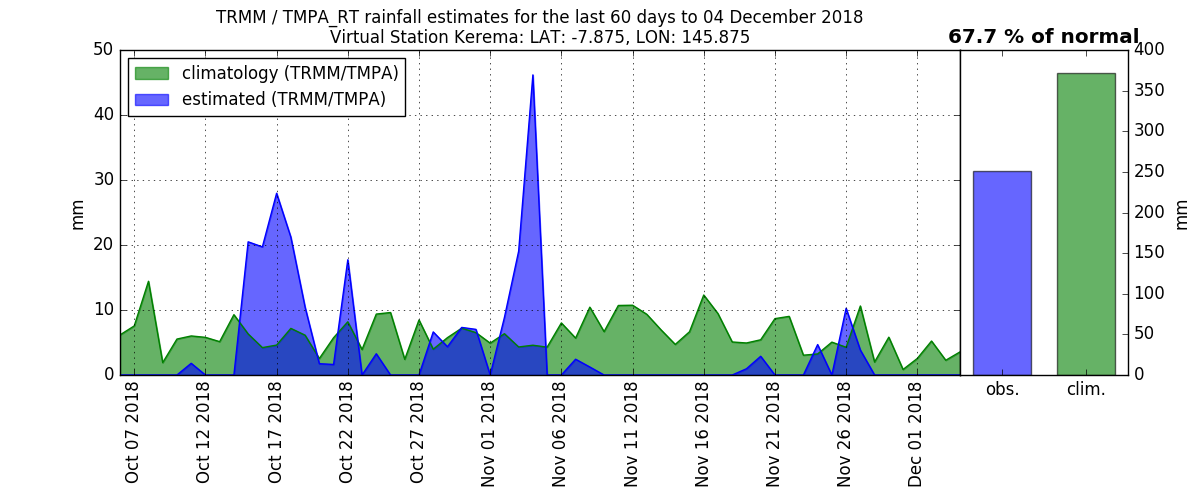 TRMM / TMPA_RT rainfall estimates for the last 60 days to 04 December 2018
Virtual Station Kerema: LAT: -7.875, LON: 145.875
67.7 % of normal
climatology (TRMM/TMPA)
estimated (TRMM/TMPA)
mm
50
40
30
20
10
0
Oct 07 2018
Oct 12 2018
Oct 17 2018
Oct 22 2018
Oct 27 2018
Nov 01 2018
Nov 06 2018
Nov 11 2018
Nov 16 2018
Nov 21 2018
Nov 26 2018
Dec 01 2018
obs.
clim.
400
350
300
250
200
150
100
50
0
mm